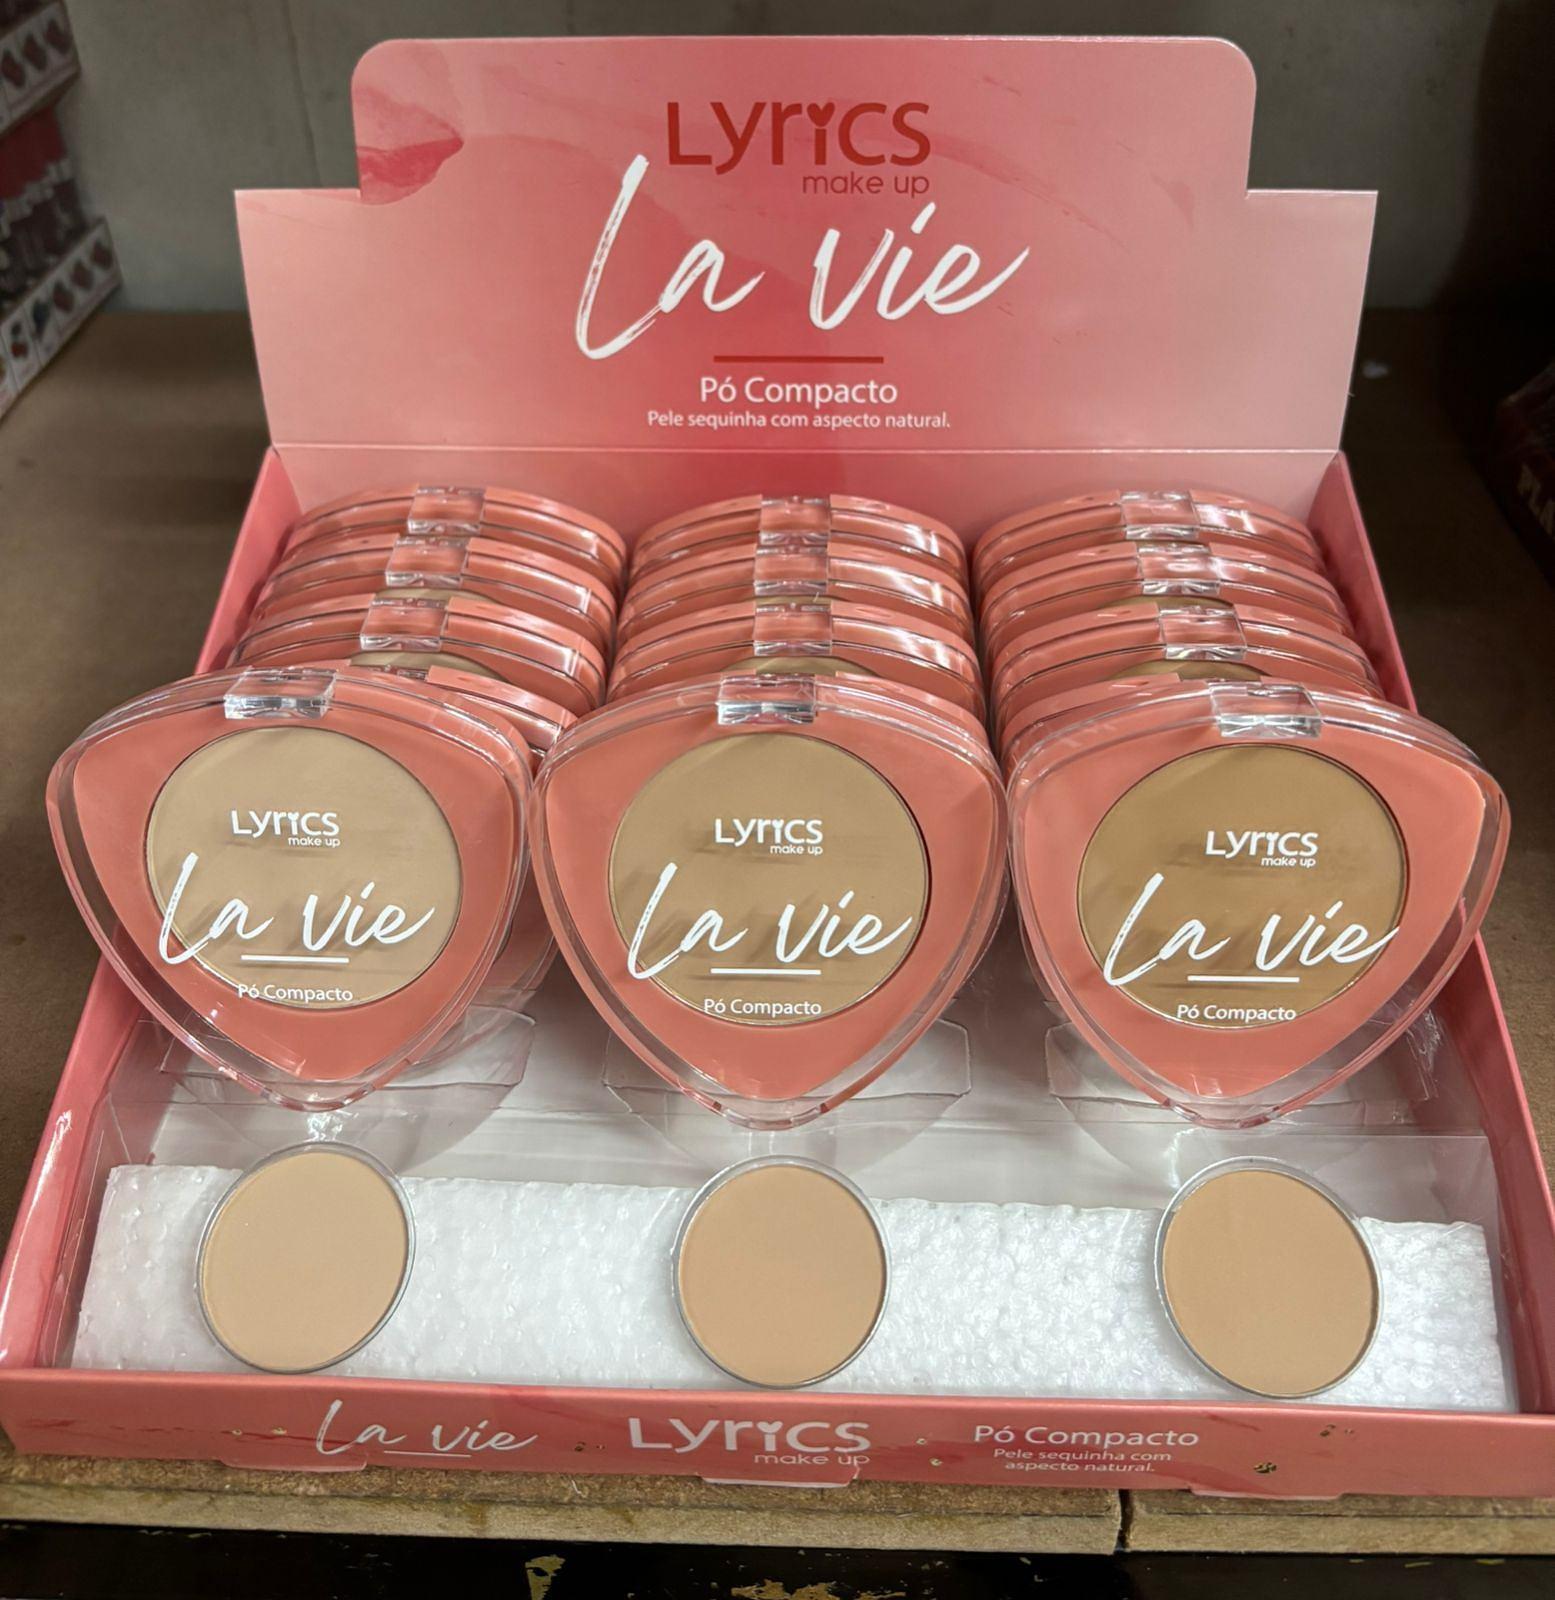 Lyrics
make up
La vie
Pó Compacto
Pele sequinha com aspecto natural.
Lyrics
make up
La vie
Pó Compacto
Lyrics
make up
La vie
Pó Compacto
Lyrics
make up
La vie
Pó Compacto
La vie
Lyrics
make up
Pó Compacto
Pele sequinha com
aspecto natural.